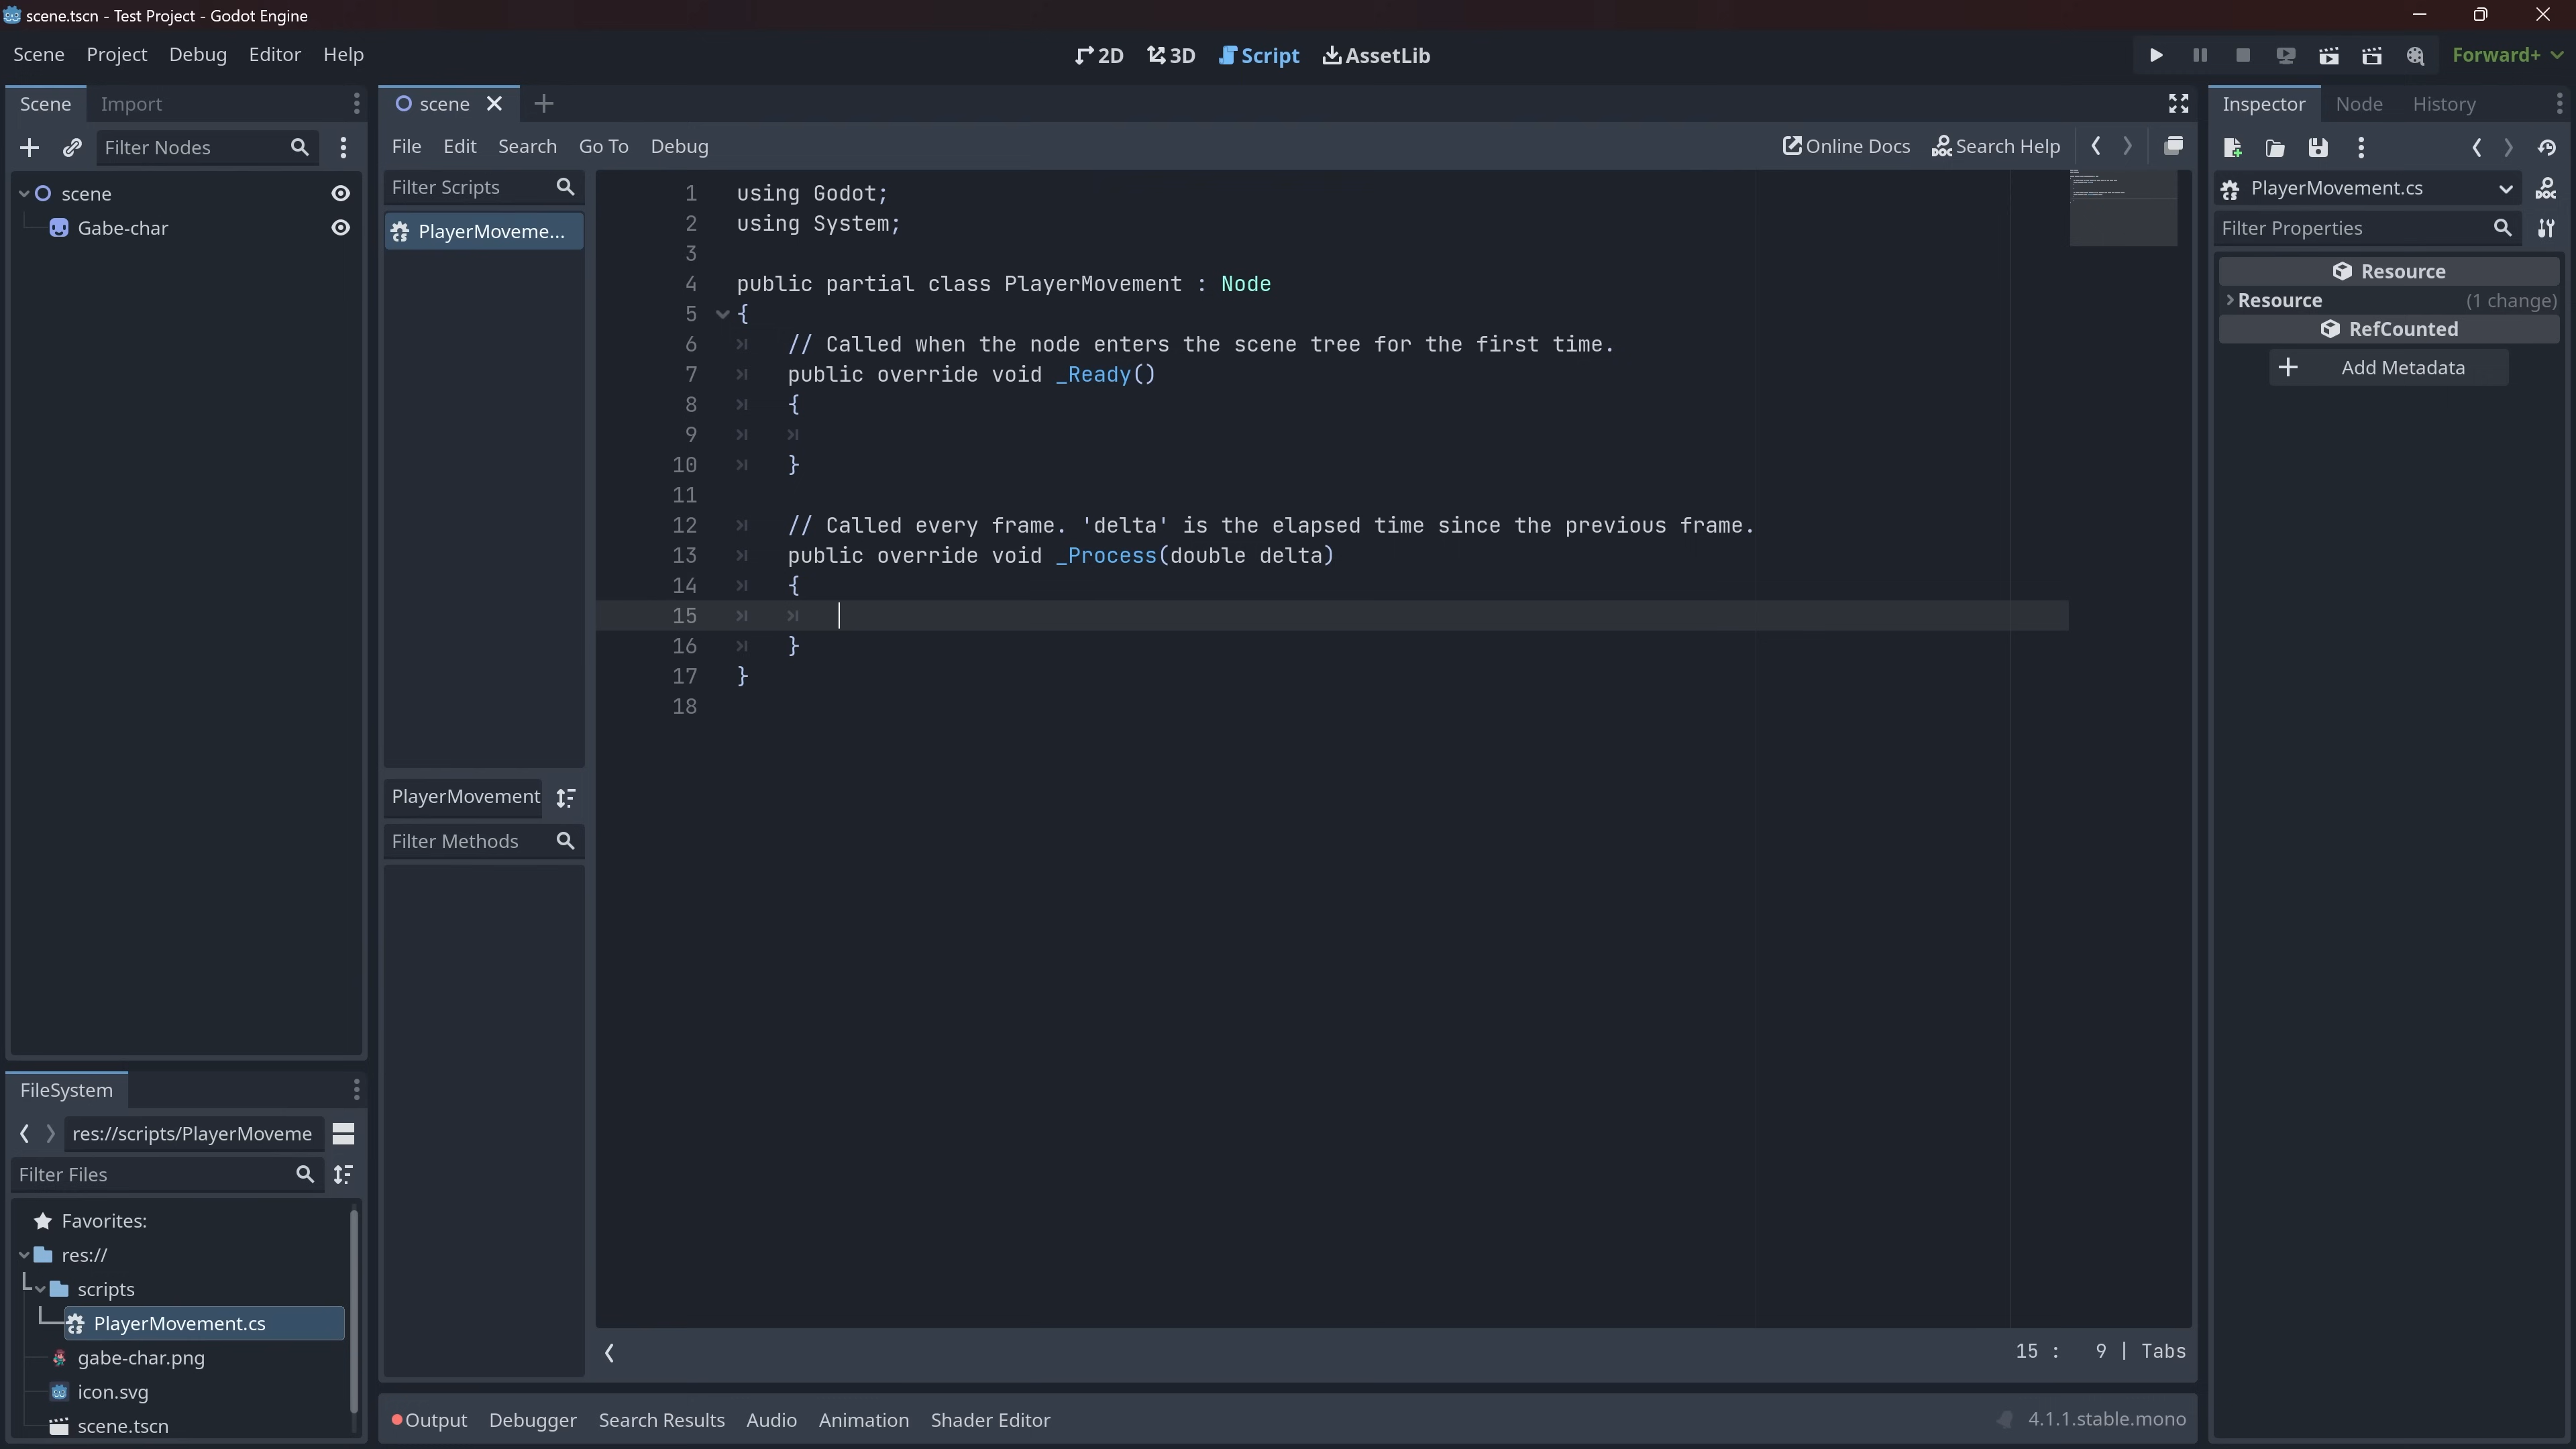 scene.tscn - Test Project - Godot Engine
Scene Project Debug Editor Help
2D 3D Script AssetLib
Forward+
Scene Import
Filter Nodes
scene
Gabe-char
scene
File Edit Search Go To Debug
Online Docs Search Help
Filter Scripts
PlayerMoveme...
PlayerMovement
Filter Methods
1 using Godot;
2 using System;
3
4 public partial class PlayerMovement : Node
5 {
6 // Called when the node enters the scene tree for the first time.
7 public override void _Ready()
8 {
9
10 }
11
12 // Called every frame. 'delta' is the elapsed time since the previous frame.
13 public override void _Process(double delta)
14 {
15
16 }
17 }
18
15 : 9 | Tabs
Inspector Node History
PlayerMovement.cs
Filter Properties
Resource
Resource (1 change)
RefCounted
Add Metadata
FileSystem
res://scripts/PlayerMoveme
Filter Files
Favorites:
res://
scripts
PlayerMovement.cs
gabe-char.png
icon.svg
scene.tscn
Output Debugger Search Results Audio Animation Shader Editor
4.1.1.stable.mono